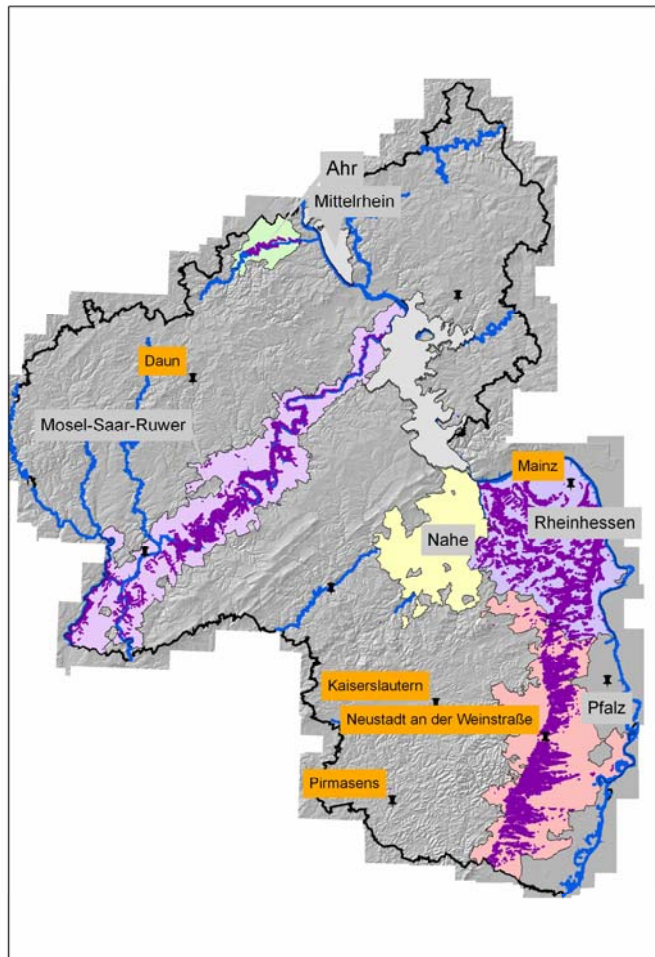 Ahr
Mittelrhein
Daun
Mosel-Saar-Ruwer
Mainz
Rheinhessen
Nahe
Kaiserslautern
Pfalz
Neustadt an der Weinstraße
Pirmasens